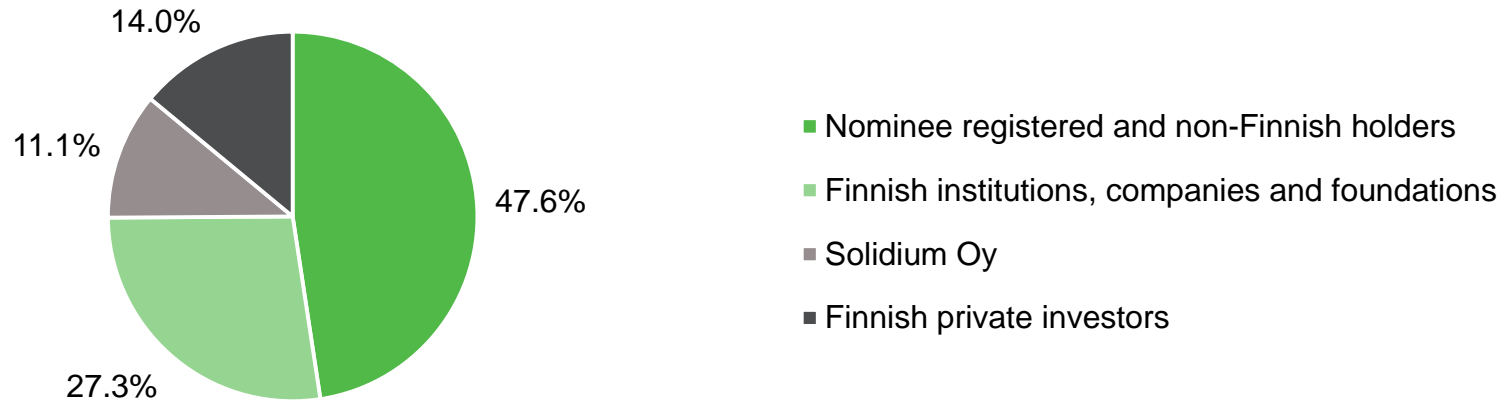 14.0%
11.1%
47.6%
27.3%
Nominee registered and non-Finnish holders
Finnish institutions, companies and foundations
Solidium Oy
Finnish private investors